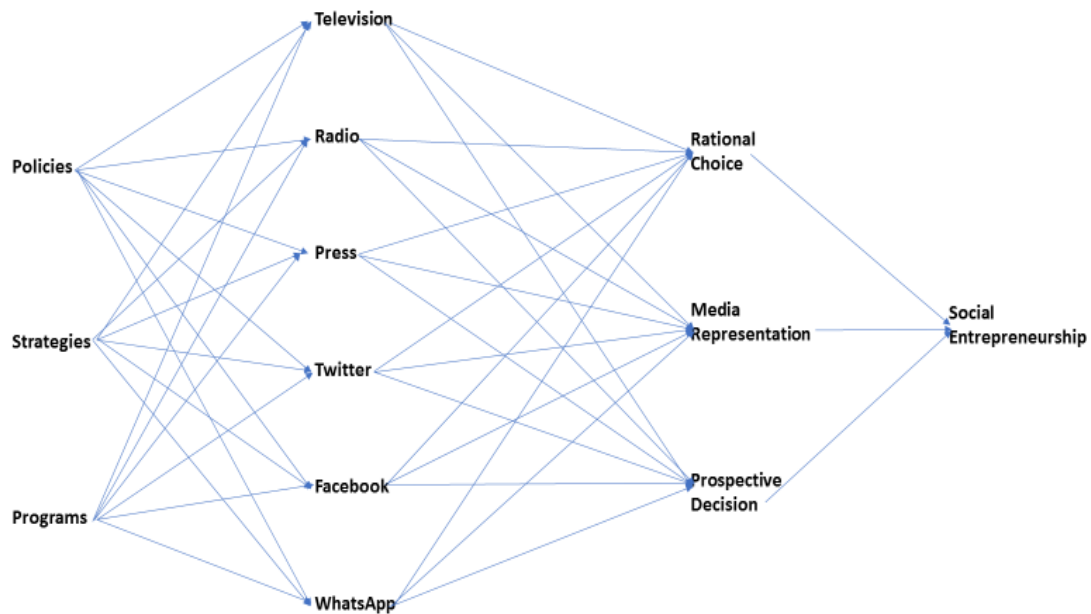 Television
Radio
Press
Twitter
Facebook
WhatsApp
Policies
Strategies
Programs
Rational
Choice
Media
Representation
Prospective
Decision
Social
Entrepreneurship